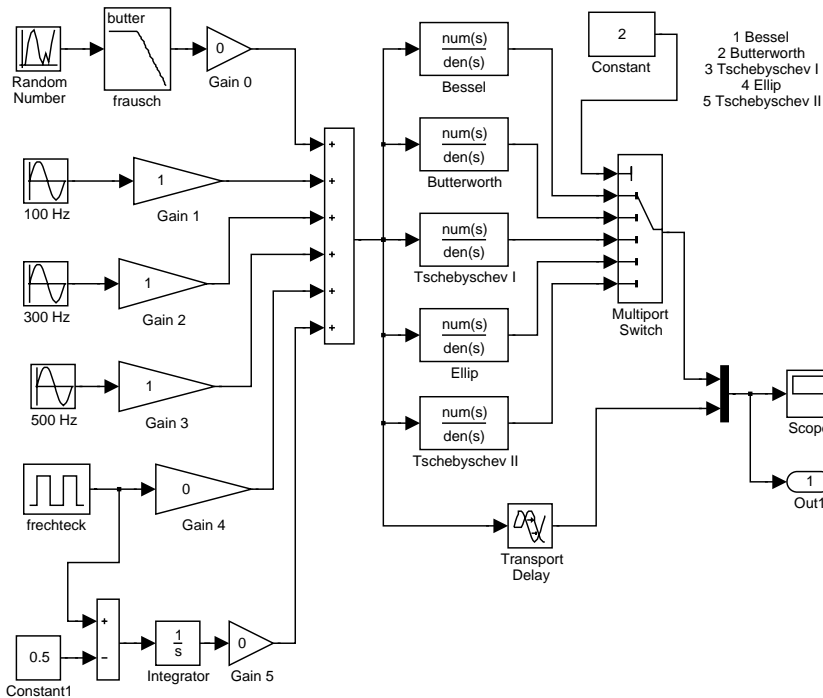 butter
Random
Number
frausch
0
Gain 0
num(s)
den(s)
Bessel
2
Constant
1 Bessel
2 Butterworth
3 Tschebyschev I
4 Ellip
5 Tschebyschev II
+
+
+
+
+
+
100 Hz
1
Gain 1
num(s)
den(s)
Butterworth
300 Hz
1
Gain 2
num(s)
den(s)
Tschebyschev I
Multiport
Switch
500 Hz
1
Gain 3
num(s)
den(s)
Ellip
Scope
num(s)
den(s)
Tschebyschev II
frechteck
0
Gain 4
1
Out1
Transport
Delay
+
−
0.5
Constant1
1
s
Integrator
0
Gain 5